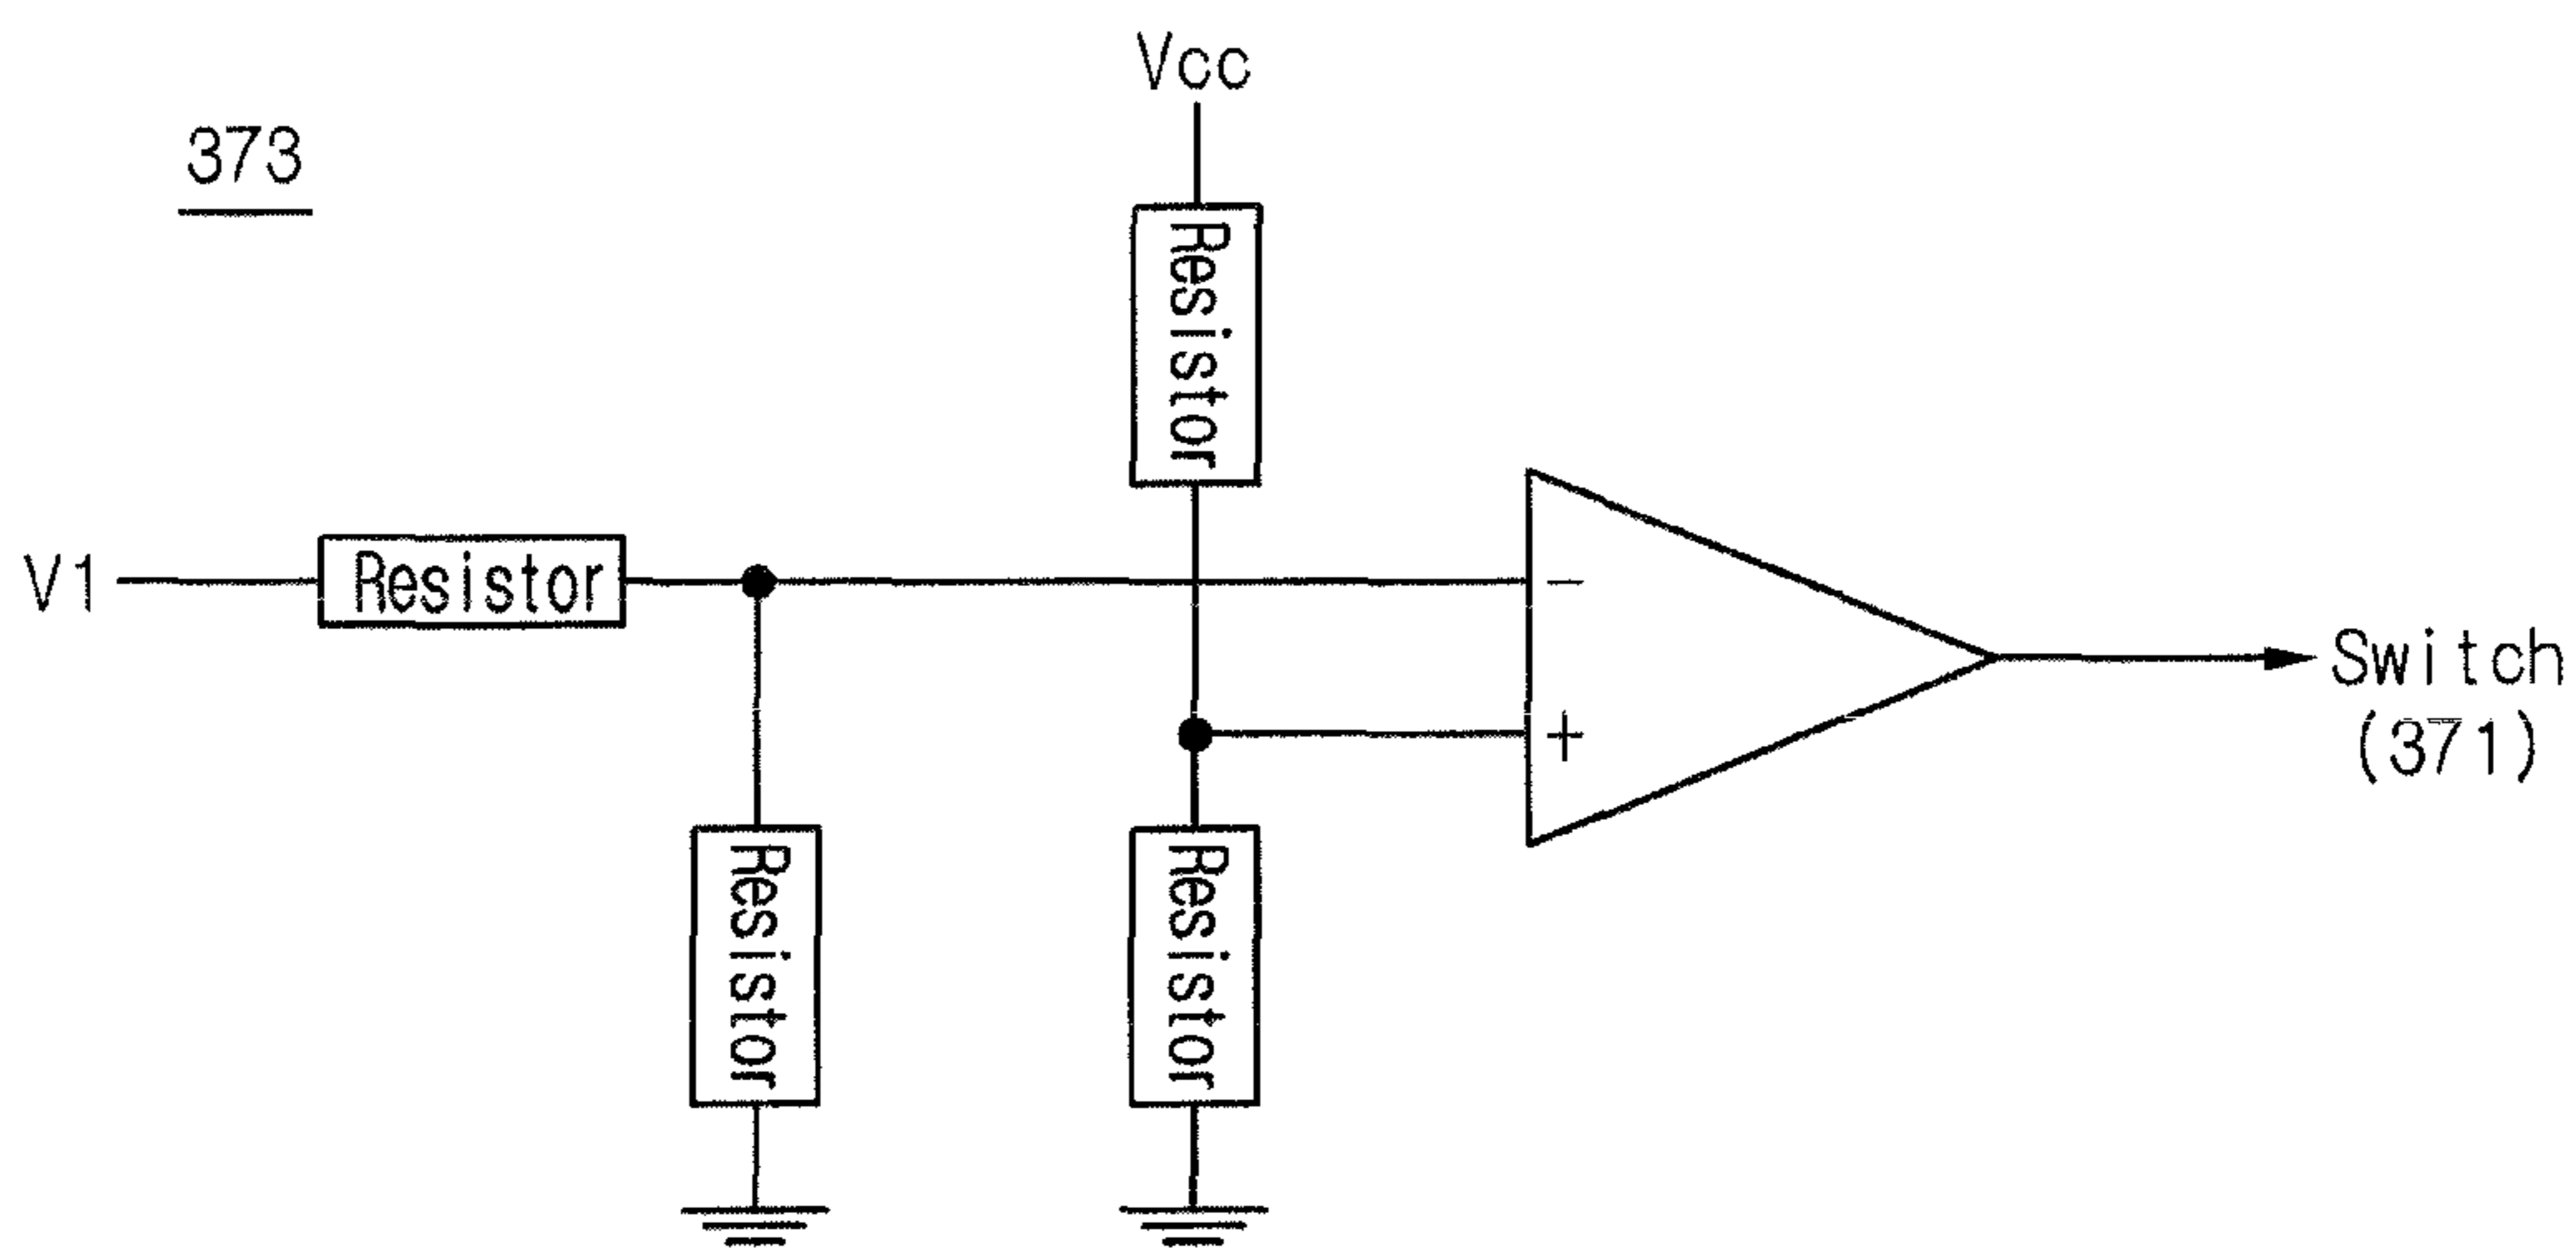 Vcc
373
Resistor
V1
Resistor
−
+
Switch
(371)
Resistor
Resistor